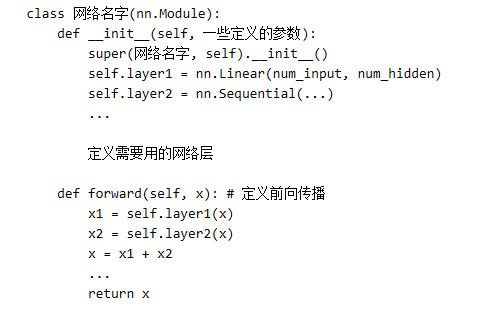 class 网络名字(nn.Module):
    def __init__(self, 一些定义的参数):
        super(网络名字, self).__init__()
        self.layer1 = nn.Linear(num_input, num_hidden)
        self.layer2 = nn.Sequential(...)
        ...
        定义需要用的网络层
    def forward(self, x): # 定义前向传播
        x1 = self.layer1(x)
        x2 = self.layer2(x)
        x = x1 + x2
        ...
        return x